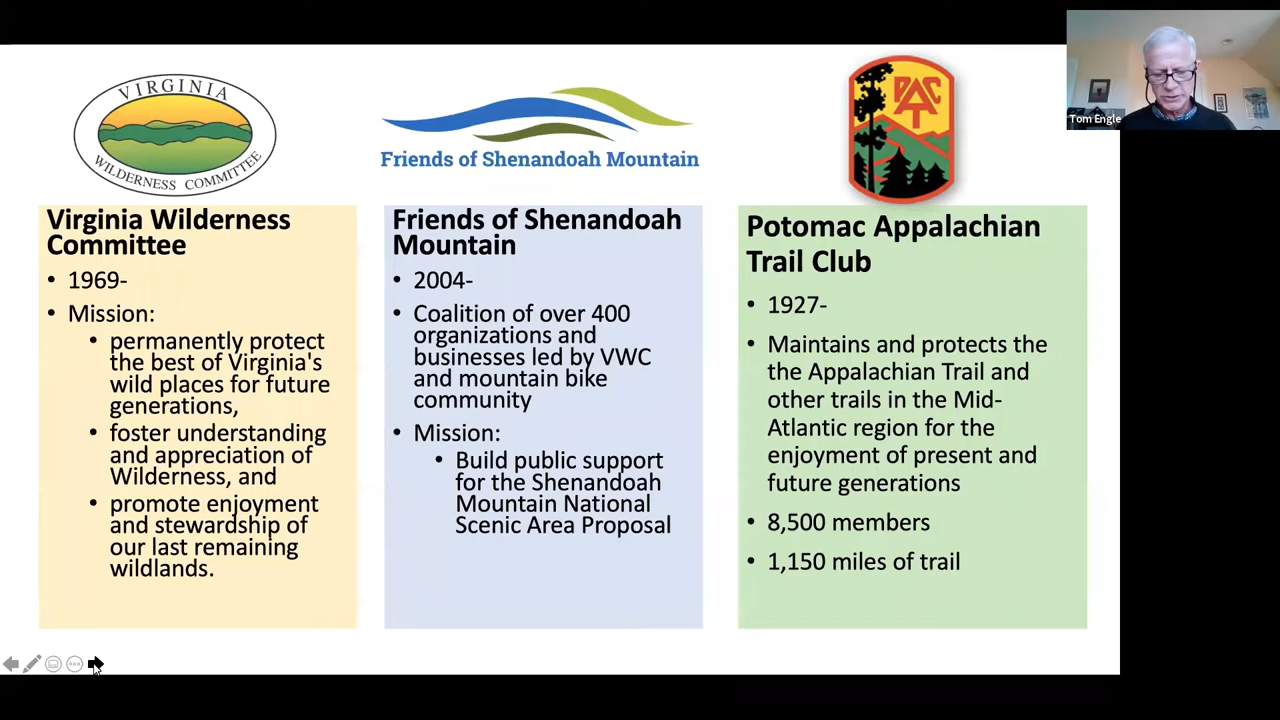 VIRGINIA
WILDERNESS COMMITTEE
Friends of Shenandoah Mountain
PATC
Tom Engle
Virginia Wilderness
Committee
• 1969-
• Mission:
• permanently protect
the best of Virginia's
wild places for future
generations,
• foster understanding
and appreciation of
Wilderness, and
• promote enjoyment
and stewardship of
our last remaining
wildlands.
Friends of Shenandoah
Mountain
• 2004-
• Coalition of over 400
organizations and
businesses led by VWC
and mountain bike
community
• Mission:
• Build public support
for the Shenandoah
Mountain National
Scenic Area Proposal
Potomac Appalachian
Trail Club
• 1927-
• Maintains and protects the
the Appalachian Trail and
other trails in the Mid-
Atlantic region for the
enjoyment of present and
future generations
• 8,500 members
• 1,150 miles of trail